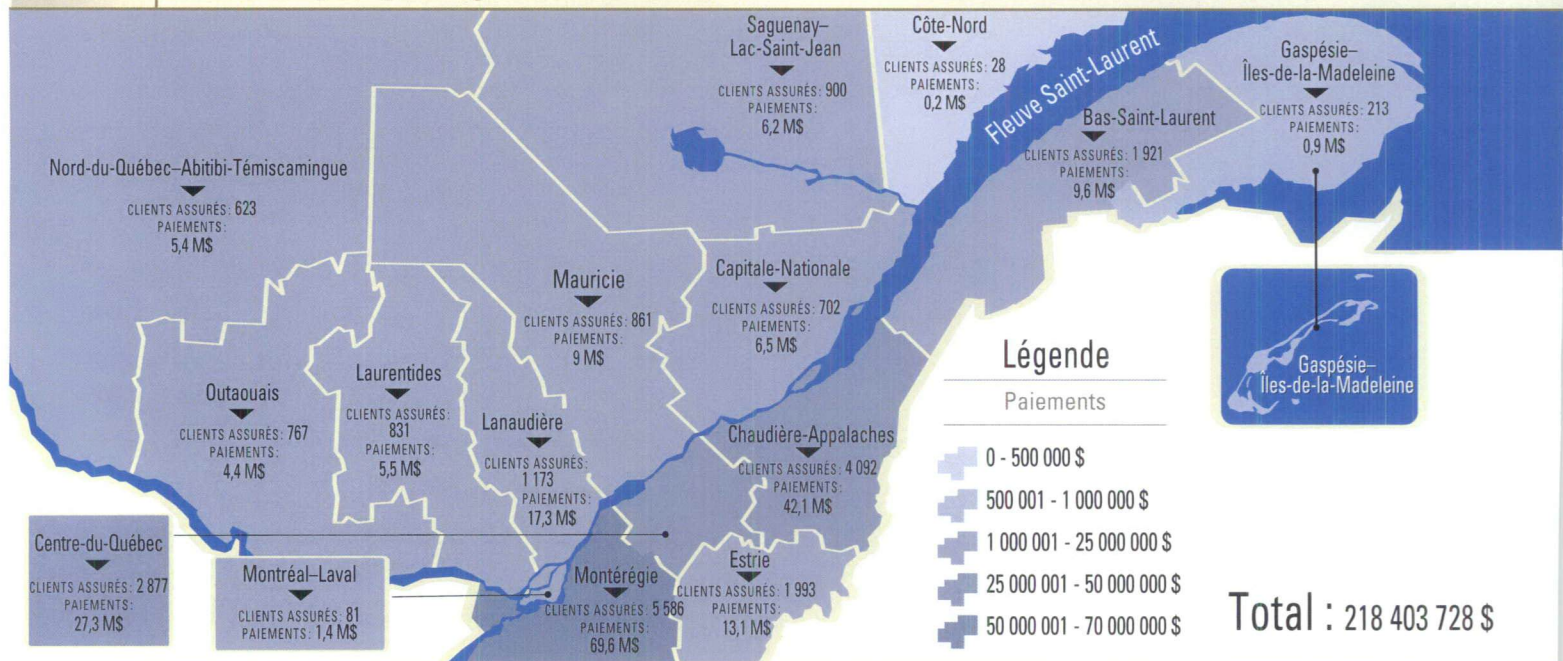 Saguenay–
Lac-Saint-Jean
CLIENTS ASSURÉS: 900
PAIEMENTS:
6,2 M$
Côte-Nord
CLIENTS ASSURÉS: 28
PAIEMENTS:
0,2 M$
Fleuve Saint-Laurent
Gaspésie–
Îles-de-la-Madeleine
CLIENTS ASSURÉS: 213
PAIEMENTS:
0,9 M$
Bas-Saint-Laurent
CLIENTS ASSURÉS: 1 921
PAIEMENTS:
9,6 M$
Nord-du-Québec–Abitibi-Témiscamingue
CLIENTS ASSURÉS: 623
PAIEMENTS:
5,4 M$
Mauricie
CLIENTS ASSURÉS: 861
PAIEMENTS:
9 M$
Capitale-Nationale
CLIENTS ASSURÉS: 702
PAIEMENTS:
6,5 M$
Outaouais
CLIENTS ASSURÉS: 767
PAIEMENTS:
4,4 M$
Laurentides
CLIENTS ASSURÉS:
831
PAIEMENTS:
5,5 M$
Lanaudière
CLIENTS ASSURÉS:
1 173
PAIEMENTS:
17,3 M$
Chaudière-Appalaches
CLIENTS ASSURÉS: 4 092
PAIEMENTS:
42,1 M$
Centre-du-Québec
CLIENTS ASSURÉS: 2 877
PAIEMENTS:
27,3 M$
Montréal–Laval
CLIENTS ASSURÉS: 81
PAIEMENTS: 1,4 M$
Montérégie
CLIENTS ASSURÉS: 5 586
PAIEMENTS:
69,6 M$
Estrie
CLIENTS ASSURÉS: 1 993
PAIEMENTS:
13,1 M$
Gaspésie–
Îles-de-la-Madeleine
Légende
Paiements
0 - 500 000 $
500 001 - 1 000 000 $
1 000 001 - 25 000 000 $
25 000 001 - 50 000 000 $
50 000 001 - 70 000 000 $
Total : 218 403 728 $